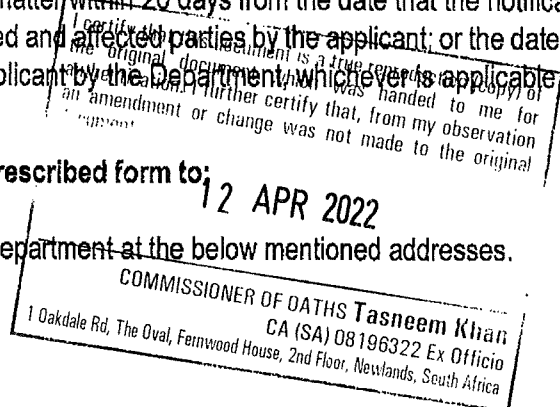 matter within 20 days from the date that the notifica
ed and affected parties by the applicant; or the date
plicant by the Department, whichever is applicable
I certify that this document is a true reproduction (copy) of
the original document which was handed to me for
authentication. I further certify that, from my observation
an amendment or change was not made to the original
rescribed form to:
12 APR 2022
epartment at the below mentioned addresses.
COMMISSIONER OF OATHS Tasneem Khan
CA (SA) 08196322 Ex Officio
1 Oakdale Rd, The Oval, Fernwood House, 2nd Floor, Newlands, South Africa